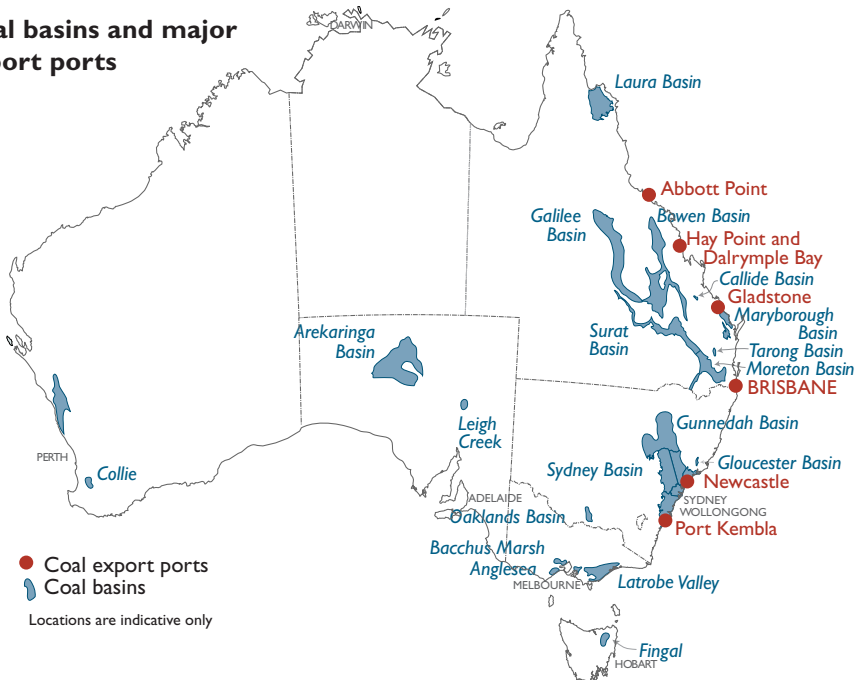 al basins and major
ort ports
DARWIN
Laura Basin
Abbott Point
Galilee
Basin
Bowen Basin
Hay Point and
Dalrymple Bay
Callide Basin
Gladstone
Maryborough
Basin
Surat
Basin
Arekaringa
Basin
Tarong Basin
Moreton Basin
BRISBANE
Leigh
Creek
Gunnedah Basin
PERTH
Collie
Sydney Basin
Gloucester Basin
Newcastle
ADELAIDE
SYDNEY
WOLLONGONG
Oaklands Basin
Port Kembla
Bacchus Marsh
Anglesea
MELBOURNE
Latrobe Valley
Coal export ports
Coal basins
Locations are indicative only
Fingal
HOBART